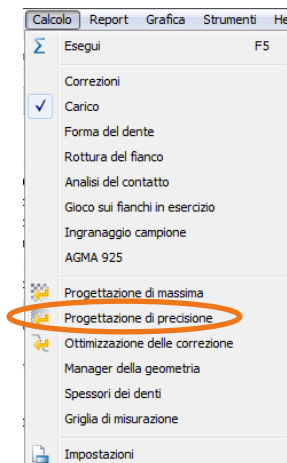 Calcolo Report Grafica Strumenti He
Esegui F5
Correzioni
Carico
Forma del dente
Rottura del fianco
Analisi del contatto
Gioco sui fianchi in esercizio
Ingranaggio campione
AGMA 925
Progettazione di massima
Progettazione di precisione
Ottimizzazione delle correzione
Manager della geometria
Spessori dei denti
Griglia di misurazione
Impostazioni